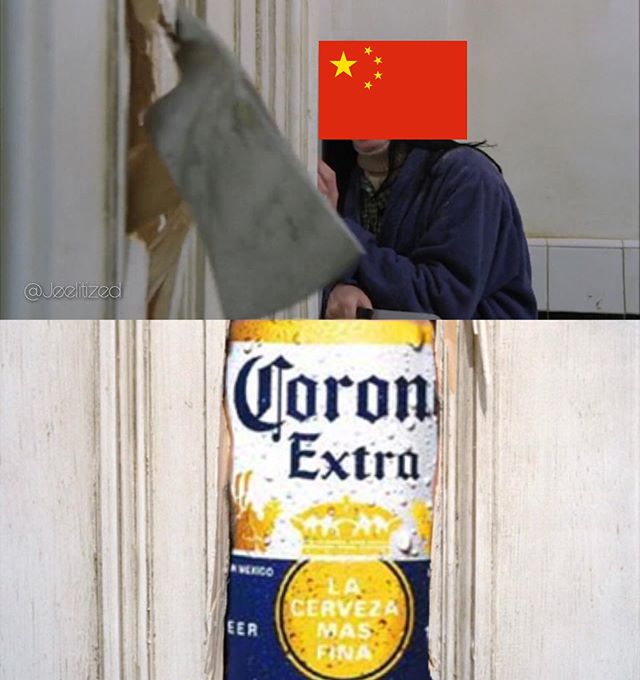 @Jeelitized
Coron
Extra
N MEXICO
LA
CERVEZA
MAS
FINA
EER